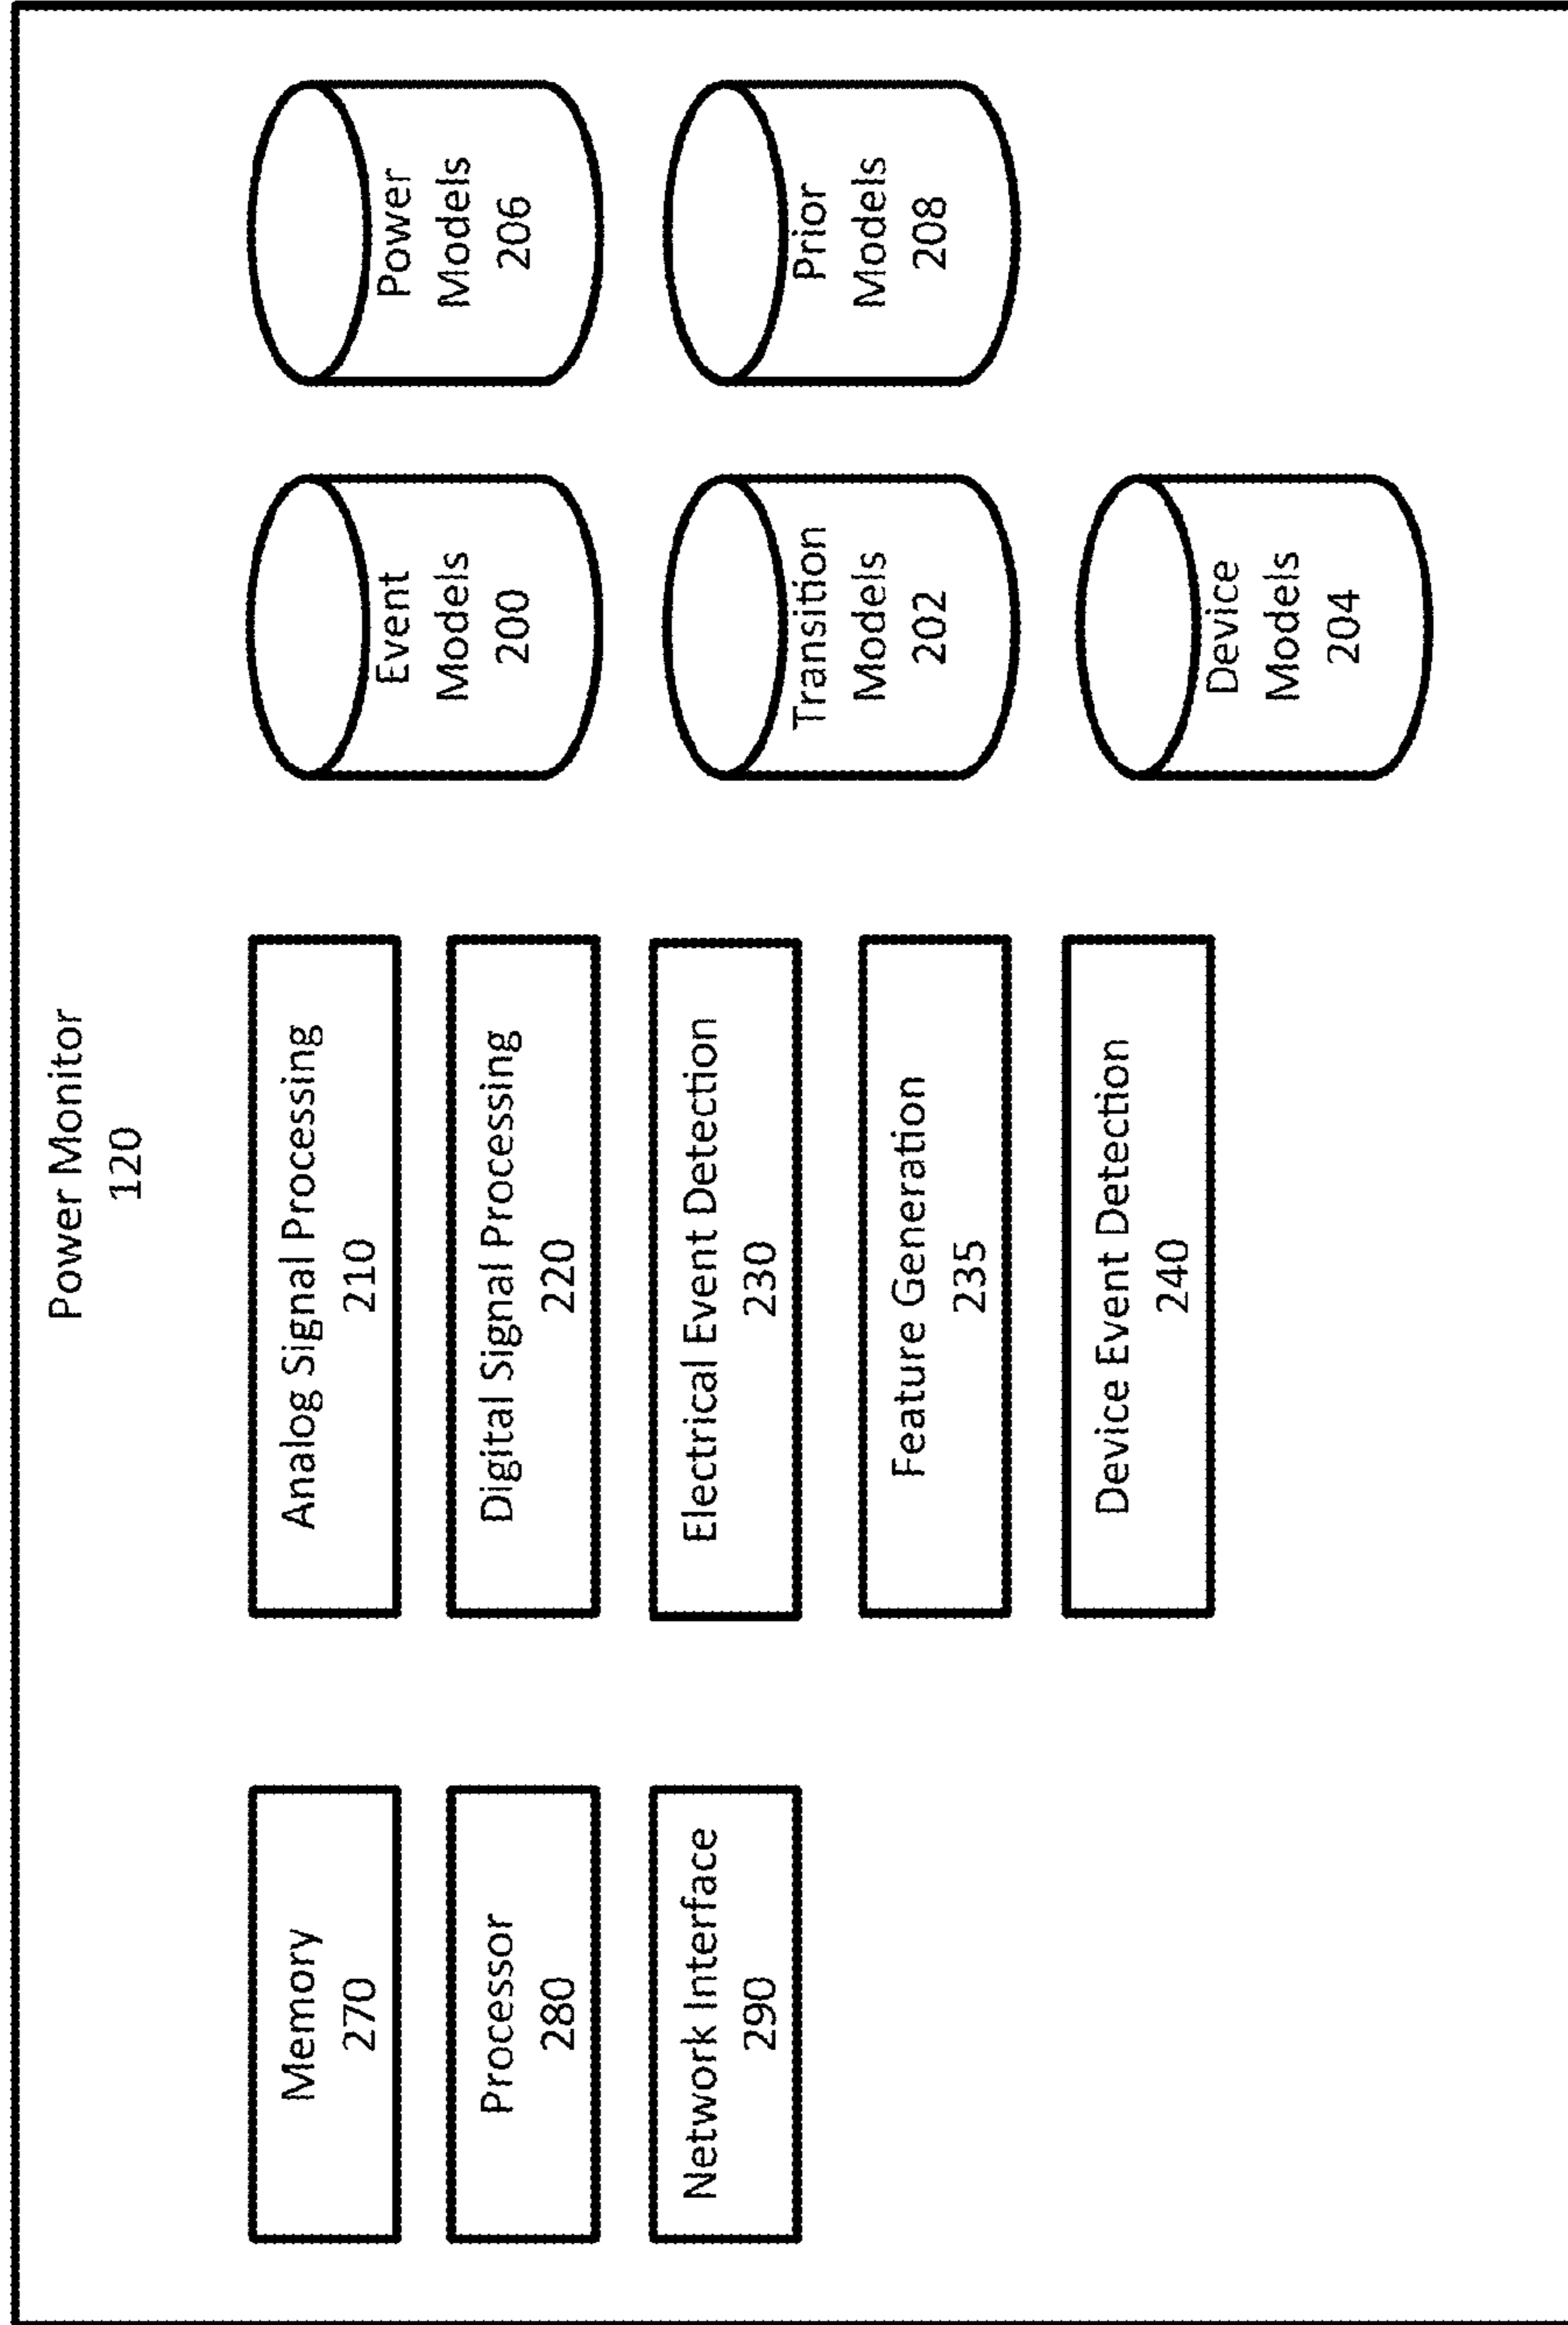 Power Monitor
120
Memory
270
Processor
280
Network Interface
290
Analog Signal Processing
210
Digital Signal Processing
220
Electrical Event Detection
230
Feature Generation
235
Device Event Detection
240
Event
Models
200
Transition
Models
202
Device
Models
204
Power
Models
206
Prior
Models
208